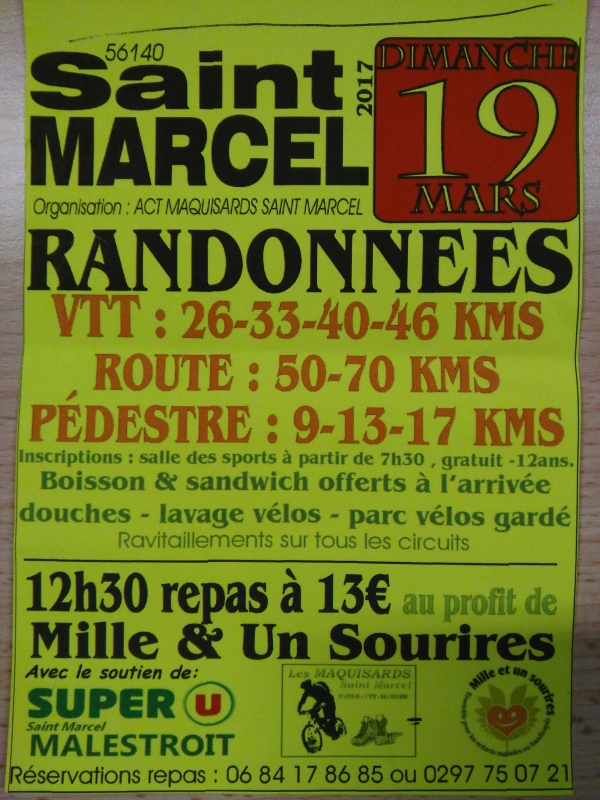 56140
Saint
MARCEL
2017
DIMANCHE
19
MARS
Organisation : ACT MAQUISARDS SAINT MARCEL
RANDONNEES
VTT : 26-33-40-46 KMS
ROUTE : 50-70 KMS
PÉDESTRE : 9-13-17 KMS
Inscriptions : salle des sports à partir de 7h30 , gratuit -12ans.
Boisson & sandwich offerts à l'arrivée
douches - lavage vélos - parc vélos gardé
Ravitaillements sur tous les circuits
12h30 repas à 13€ au profit de
Mille & Un Sourires
Avec le soutien de:
SUPER U
Saint Marcel
MALESTROIT
Les MAQUISARDS
Saint Marcel
Mille et un sourires
Réservations repas : 06 84 17 86 85 ou 0297 75 07 21